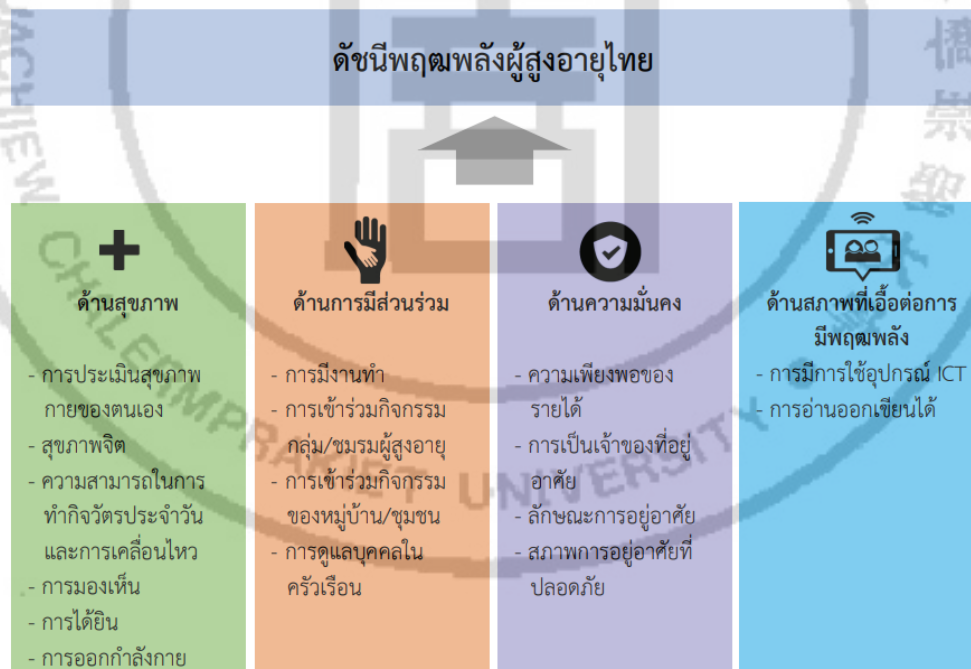 ดัชนีพฤฒพลังผู้สูงอายุไทย
ด้านสุขภาพ
- การประเมินสุขภาพ
กายของตนเอง
- สุขภาพจิต
- ความสามารถในการ
ทำกิจวัตรประจำวัน
และการเคลื่อนไหว
- การมองเห็น
- การได้ยิน
- การออกกำลังกาย
ด้านการมีส่วนร่วม
- การมีงานทำ
- การเข้าร่วมกิจกรรม
กลุ่ม/ชมรมผู้สูงอายุ
- การเข้าร่วมกิจกรรม
ของหมู่บ้าน/ชุมชน
- การดูแลบุคคลใน
ครัวเรือน
ด้านความมั่นคง
- ความเพียงพอของ
รายได้
- การเป็นเจ้าของที่อยู่
อาศัย
- ลักษณะการอยู่อาศัย
- สภาพการอยู่อาศัยที่
ปลอดภัย
ด้านสภาพที่เอื้อต่อการ
มีพฤฒพลัง
- การมีการใช้อุปกรณ์ ICT
- การอ่านออกเขียนได้
CHALERMPRAKIET UNIVERSITY